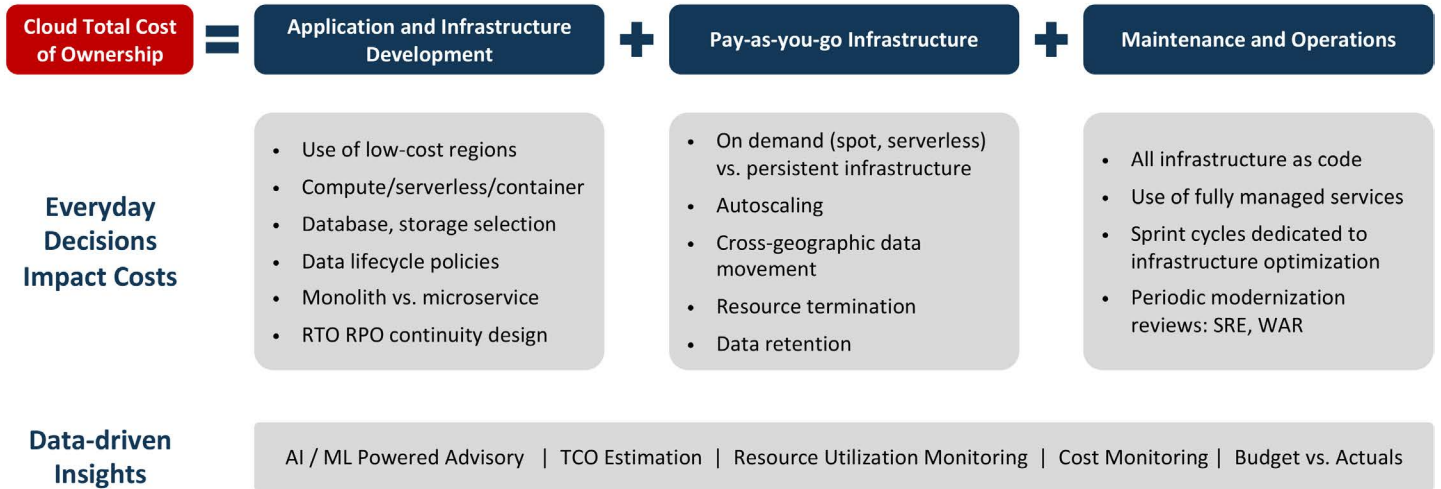 Cloud Total Cost
of Ownership
=
Application and Infrastructure
Development
+
Pay-as-you-go Infrastructure
+
Maintenance and Operations
Everyday
Decisions
Impact Costs
• Use of low-cost regions
• Compute/serverless/container
• Database, storage selection
• Data lifecycle policies
• Monolith vs. microservice
• RTO RPO continuity design
• On demand (spot, serverless)
vs. persistent infrastructure
• Autoscaling
• Cross-geographic data
movement
• Resource termination
• Data retention
• All infrastructure as code
• Use of fully managed services
• Sprint cycles dedicated to
infrastructure optimization
• Periodic modernization
reviews: SRE, WAR
Data-driven
Insights
AI / ML Powered Advisory | TCO Estimation | Resource Utilization Monitoring | Cost Monitoring | Budget vs. Actuals